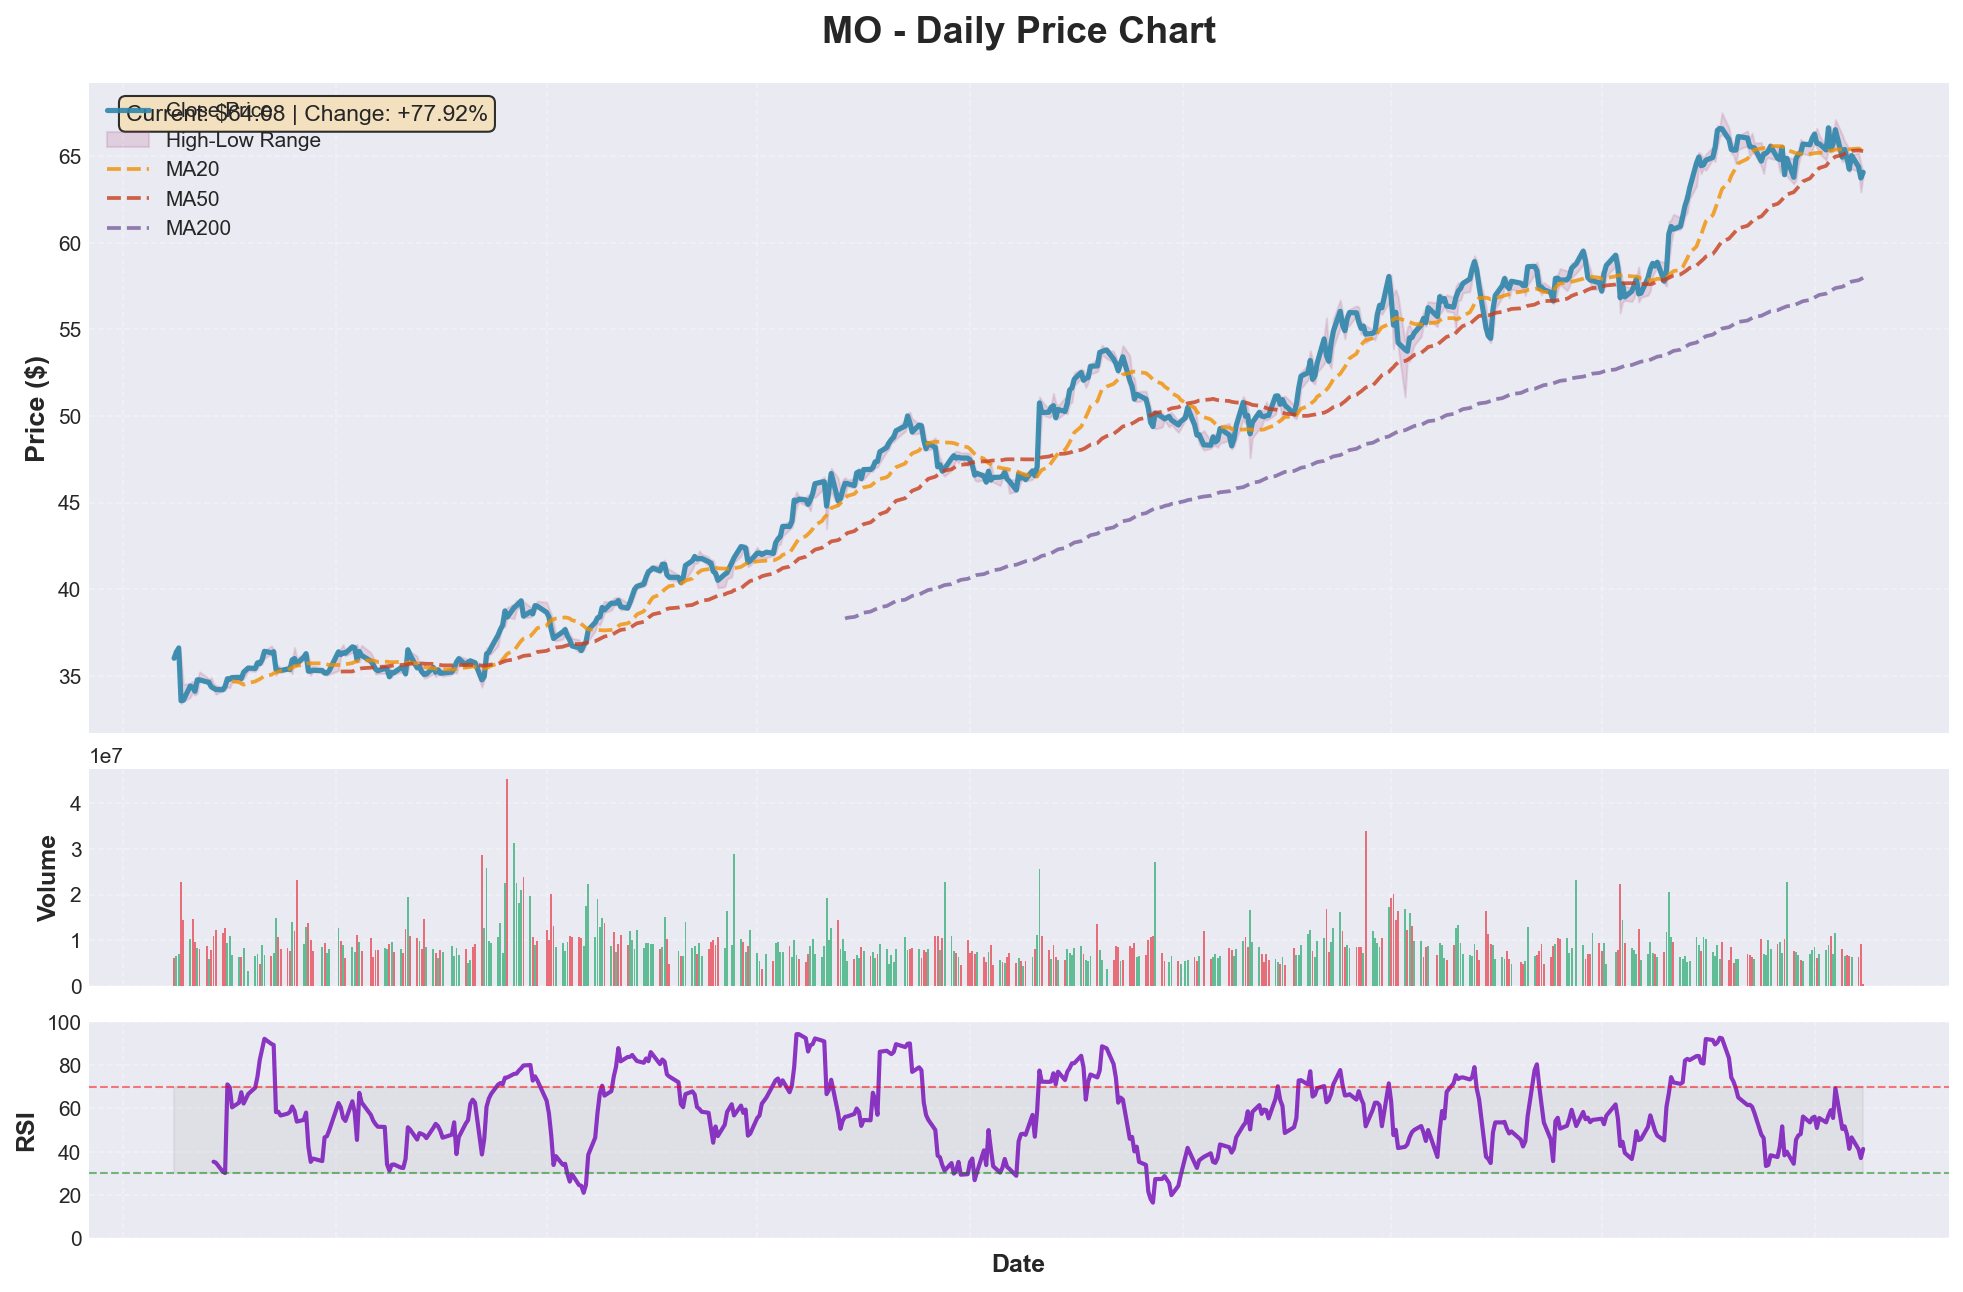 MO - Daily Price Chart
Current: $64.08 | Change: +77.92%
Close Price
High-Low Range
MA20
MA50
MA200
Price ($)
65
60
55
50
45
40
35
1e7
Volume
4
3
2
1
0
RSI
100
80
60
40
20
0
Date